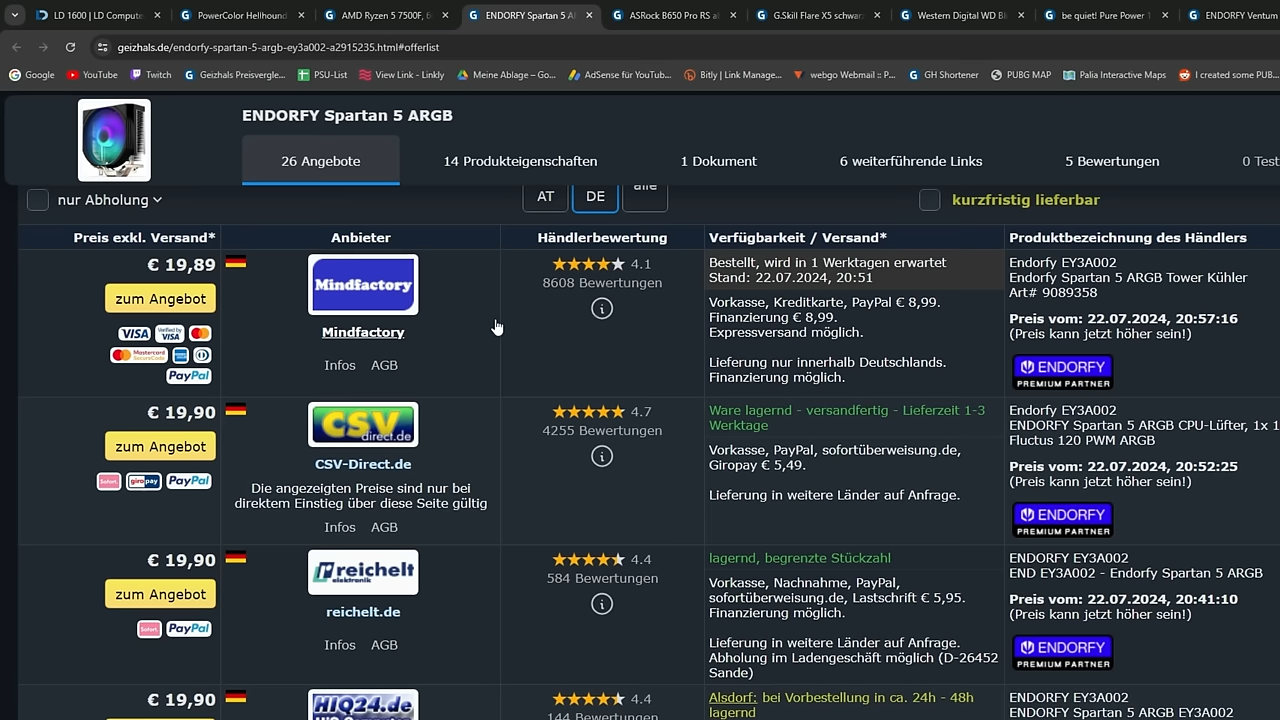 LD 1600 | LD Compute
PowerColor Hellhound
AMD Ryzen 5 7500F, 6
ENDORFY Spartan 5 A
ASRock B650 Pro RS a
G.Skill Flare X5 schwar
Western Digital WD Bl
be quiet! Pure Power 1
ENDORFY Ventum
geizhals.de/endorfy-spartan-5-argb-ey3a002-a2915235.html#offerlist
Google
YouTube
Twitch
Geizhals Preisvergle...
PSU-List
View Link - Linkly
Meine Ablage – Go...
AdSense für YouTub...
Bitly | Link Manage...
webgo Webmail :: P...
GH Shortener
PUBG MAP
Palia Interactive Maps
I created some PUB...
ENDORFY Spartan 5 ARGB
26 Angebote
14 Produkteigenschaften
1 Dokument
6 weiterführende Links
5 Bewertungen
0 Test
nur Abholung
AT
DE
alle
kurzfristig lieferbar
Preis exkl. Versand*
Anbieter
Händlerbewertung
Verfügbarkeit / Versand*
Produktbezeichnung des Händlers
€ 19,89
zum Angebot
VISA
Verified by
VISA
Mastercard
SecureCode
PayPal
Mindfactory
Mindfactory
Infos AGB
4.1
8608 Bewertungen
Bestellt, wird in 1 Werktagen erwartet
Stand: 22.07.2024, 20:51
Vorkasse, Kreditkarte, PayPal € 8,99.
Finanzierung € 8,99.
Expressversand möglich.
Lieferung nur innerhalb Deutschlands.
Finanzierung möglich.
Endorfy EY3A002
Endorfy Spartan 5 ARGB Tower Kühler
Art# 9089358
Preis vom: 22.07.2024, 20:57:16
(Preis kann jetzt höher sein!)
ENDORFY
PREMIUM PARTNER
€ 19,90
zum Angebot
Sofort.
giropay
PayPal
CSV
direct.de
CSV-Direct.de
Die angezeigten Preise sind nur bei
direktem Einstieg über diese Seite gültig
Infos AGB
4.7
4255 Bewertungen
Ware lagernd - versandfertig - Lieferzeit 1-3
Werktage
Vorkasse, PayPal, sofortüberweisung.de,
Giropay € 5,49.
Lieferung in weitere Länder auf Anfrage.
Endorfy EY3A002
ENDORFY Spartan 5 ARGB CPU-Lüfter, 1x 1
Fluctus 120 PWM ARGB
Preis vom: 22.07.2024, 20:52:25
(Preis kann jetzt höher sein!)
ENDORFY
PREMIUM PARTNER
€ 19,90
zum Angebot
Sofort.
PayPal
reichelt
elektronik
reichelt.de
Infos AGB
4.4
584 Bewertungen
lagernd, begrenzte Stückzahl
Vorkasse, Nachnahme, PayPal,
sofortüberweisung.de, Lastschrift € 5,95.
Finanzierung möglich.
Lieferung in weitere Länder auf Anfrage.
Abholung im Ladengeschäft möglich (D-26452
Sande)
ENDORFY EY3A002
END EY3A002 - Endorfy Spartan 5 ARGB
Preis vom: 22.07.2024, 20:41:10
(Preis kann jetzt höher sein!)
ENDORFY
PREMIUM PARTNER
€ 19,90
HIQ24.de
4.4
144 Bewertungen
Alsdorf: bei Vorbestellung in ca. 24h - 48h
lagernd
ENDORFY EY3A002
ENDORFY Spartan 5 ARGB EY3A002